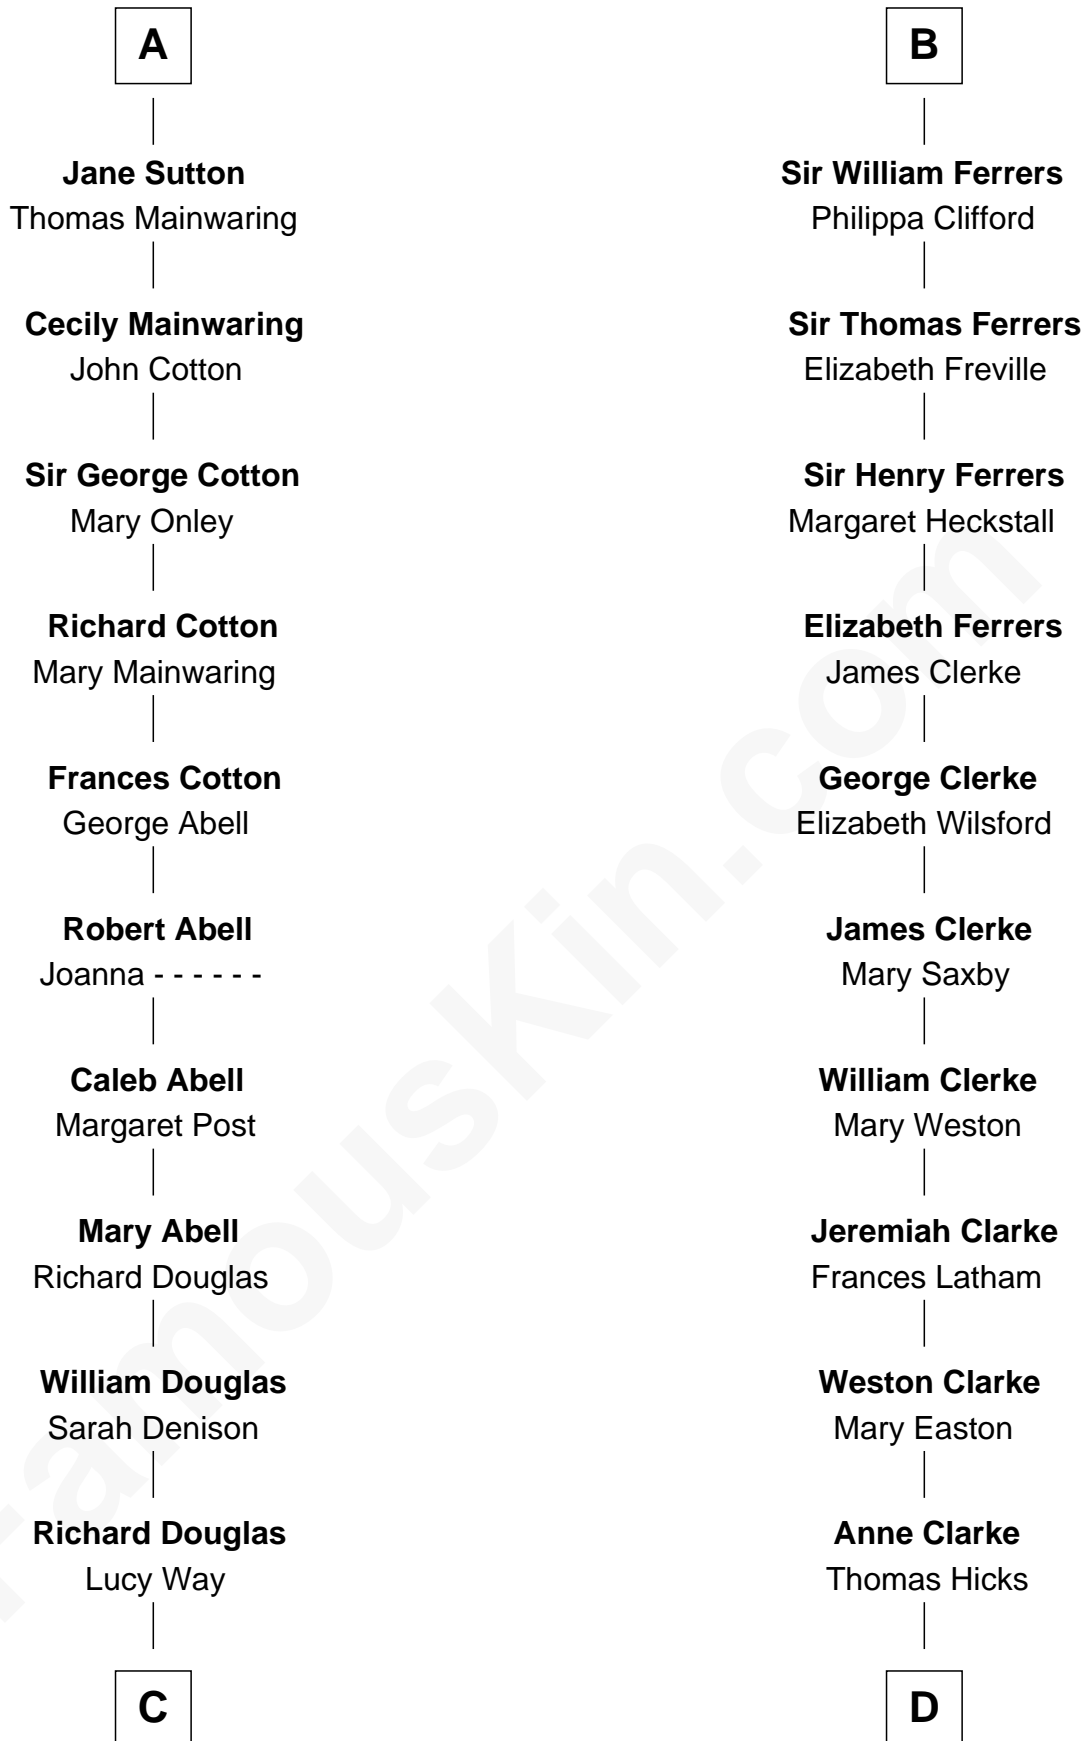 A
Jane Sutton
Thomas Mainwaring
Cecily Mainwaring
John Cotton
Sir George Cotton
Mary Onley
Richard Cotton
Mary Mainwaring
Frances Cotton
George Abell
Robert Abell
Joanna - - - - - -
Caleb Abell
Margaret Post
Mary Abell
Richard Douglas
William Douglas
Sarah Denison
Richard Douglas
Lucy Way
C
B
Sir William Ferrers
Philippa Clifford
Sir Thomas Ferrers
Elizabeth Freville
Sir Henry Ferrers
Margaret Heckstall
Elizabeth Ferrers
James Clerke
George Clerke
Elizabeth Wilsford
James Clerke
Mary Saxby
William Clerke
Mary Weston
Jeremiah Clarke
Frances Latham
Weston Clarke
Mary Easton
Anne Clarke
Thomas Hicks
D
FamousKin.com